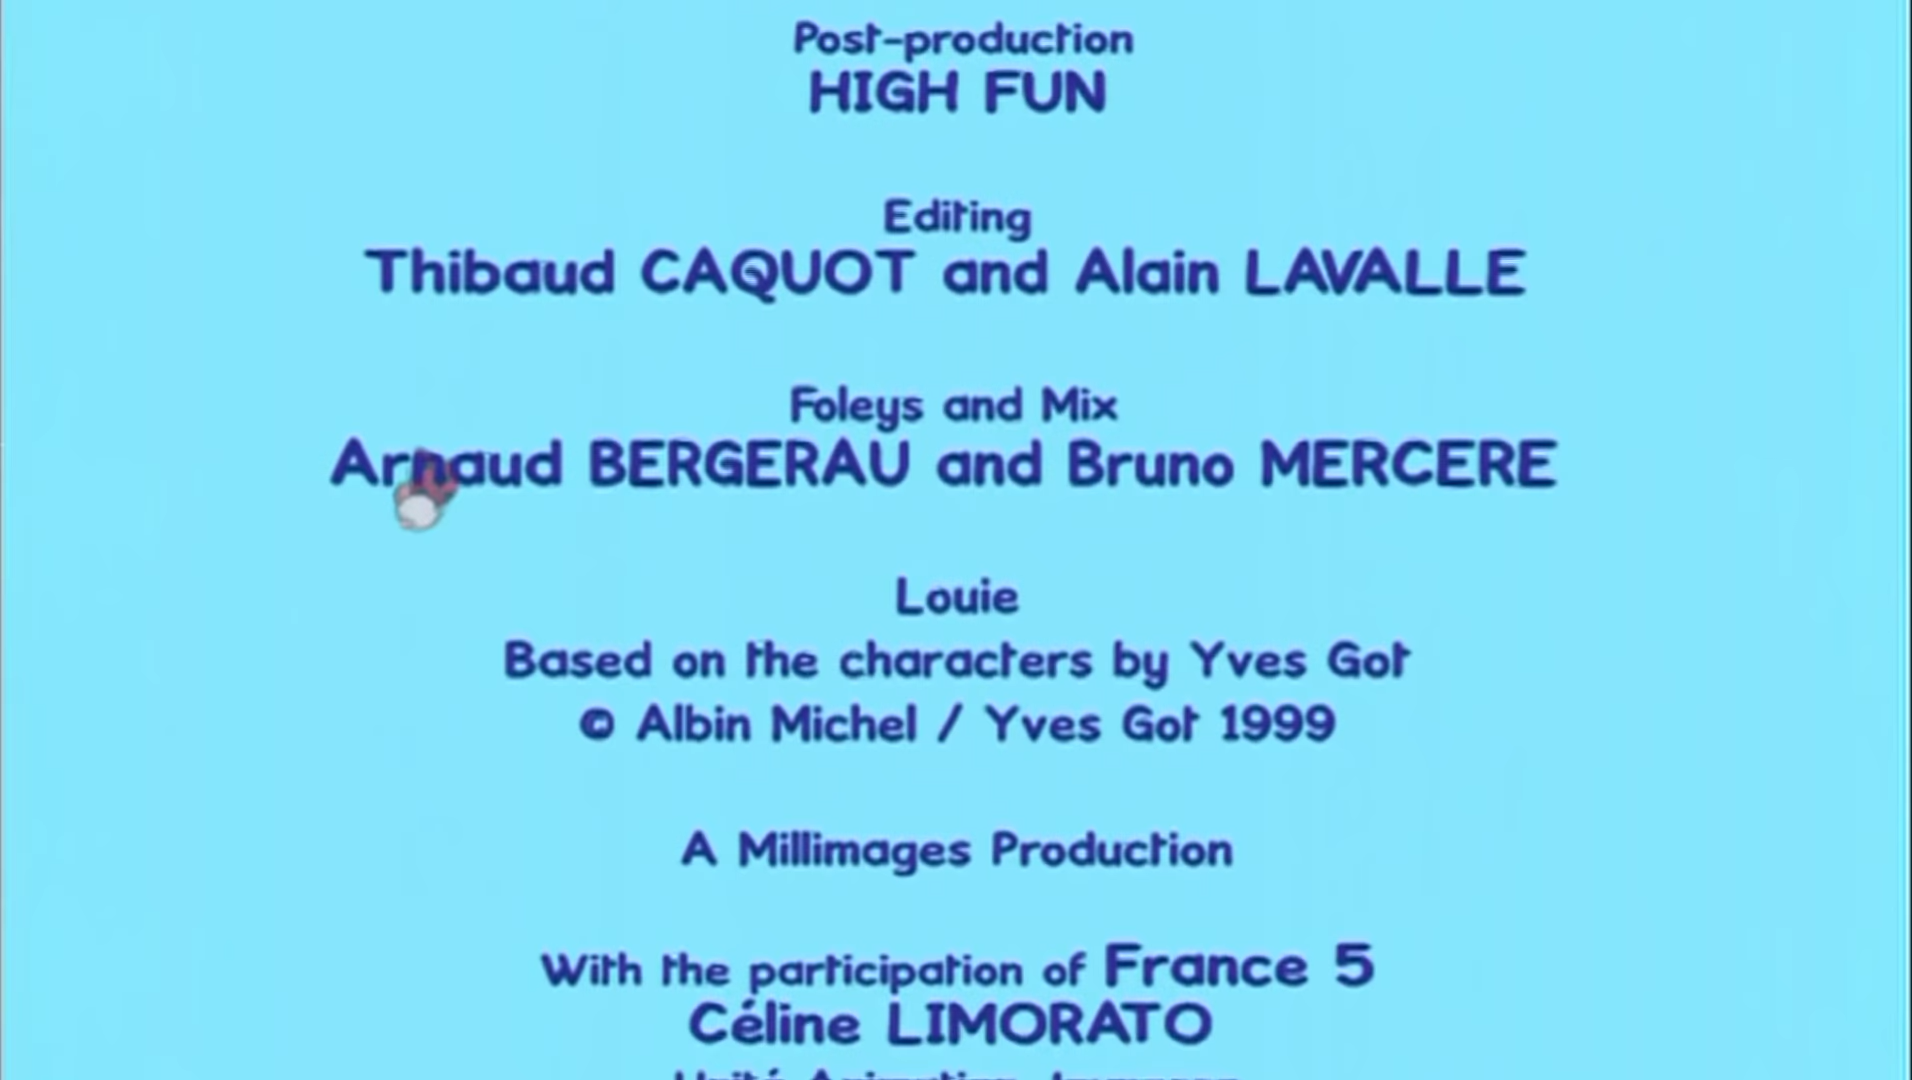 Post-production
HIGH FUN
Editing
Thibaud CAQUOT and Alain LAVALLE
Foleys and Mix
Arnaud BERGERAU and Bruno MERCERE
Louie
Based on the characters by Yves Got
© Albin Michel / Yves Got 1999
A Millimages Production
With the participation of France 5
Céline LIMORATO